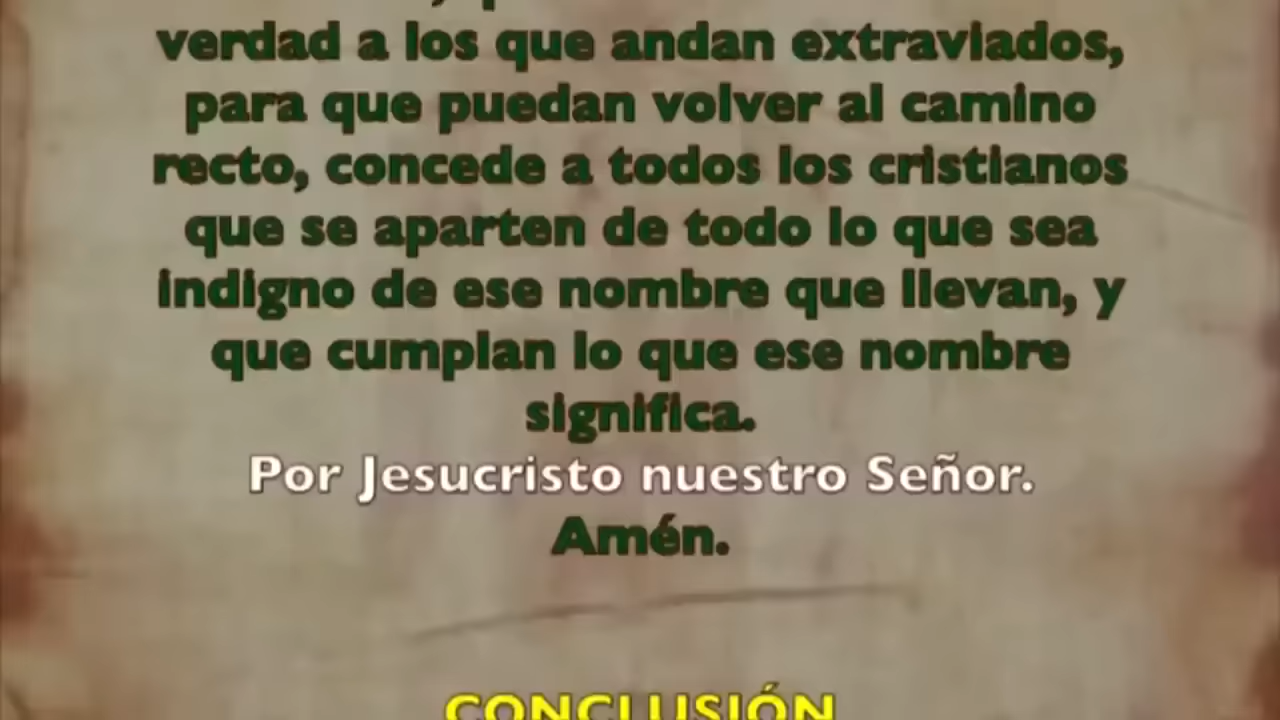 verdad a los que andan extraviados,
para que puedan volver al camino
recto, concede a todos los cristianos
que se aparten de todo lo que sea
indigno de ese nombre que llevan, y
que cumplan lo que ese nombre
significa.
Por Jesucristo nuestro Señor.
Amén.
CONCLUSIÓN